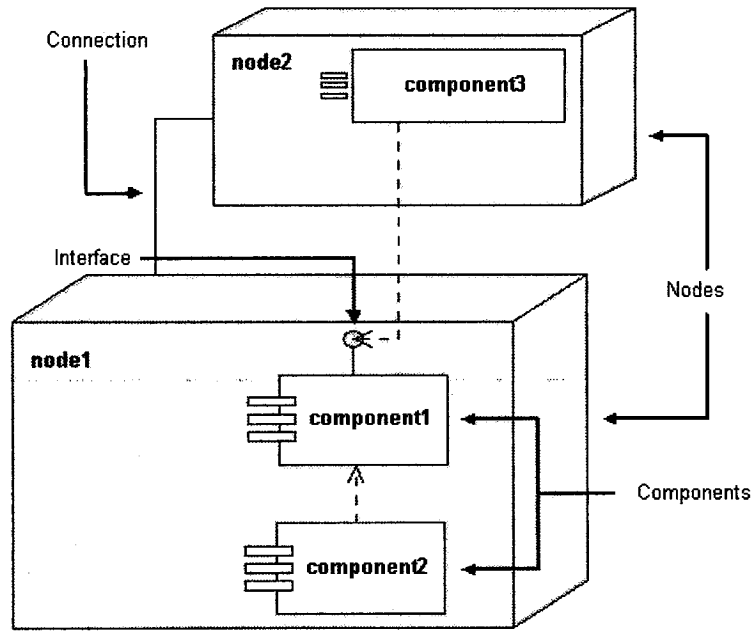 Connection
node2
component3
Interface
Nodes
node1
component1
Components
component2